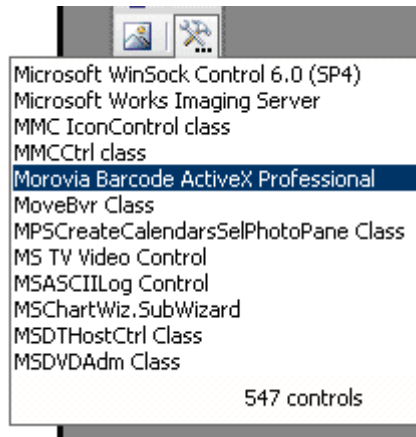 Microsoft WinSock Control 6.0 (SP4)
Microsoft Works Imaging Server
MMC IconControl class
MMCCtrl class
Morovia Barcode ActiveX Professional
MoveBvr Class
MPSCreateCalendarsSelPhotoPane Class
MS TV Video Control
MSASCIILog Control
MSChartWiz.SubWizard
MSDTHostCtrl Class
MSDVDAdm Class
547 controls